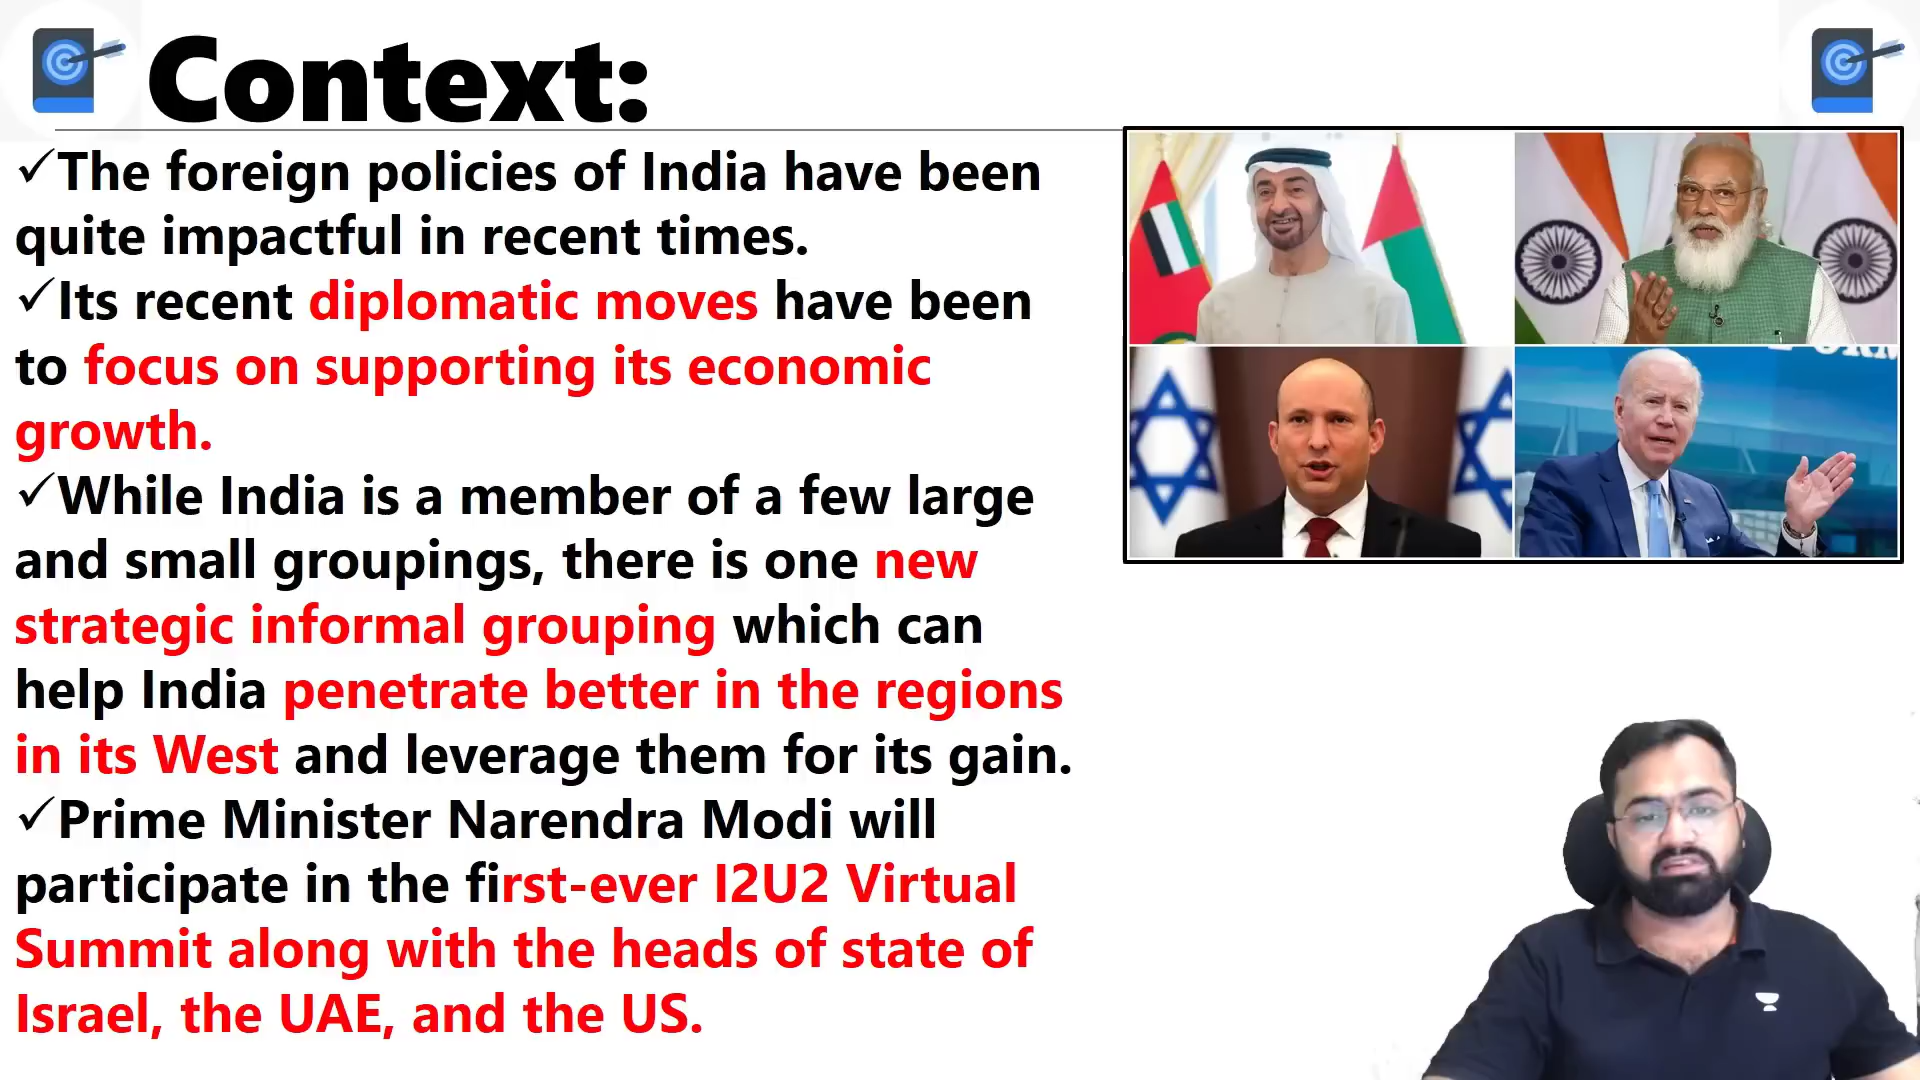 Context:
✓The foreign policies of India have been
quite impactful in recent times.
✓Its recent diplomatic moves have been
to focus on supporting its economic
growth.
✓While India is a member of a few large
and small groupings, there is one new
strategic informal grouping which can
help India penetrate better in the regions
in its West and leverage them for its gain.
✓Prime Minister Narendra Modi will
participate in the first-ever I2U2 Virtual
Summit along with the heads of state of
Israel, the UAE, and the US.